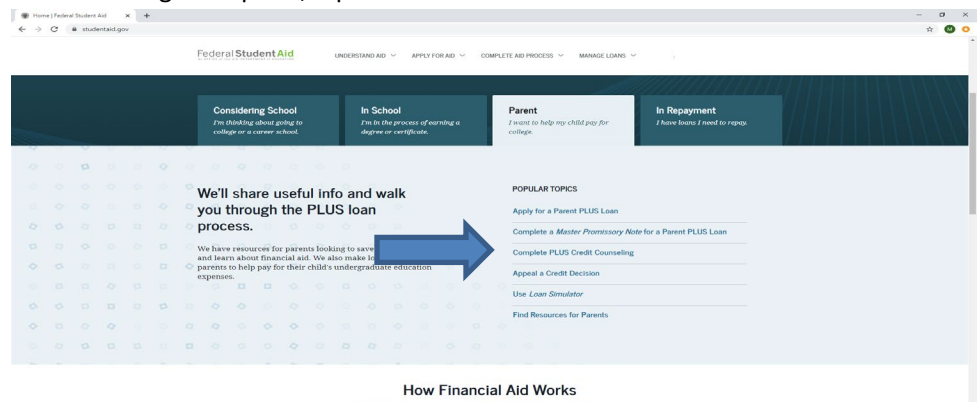 Home | Federal Student Aid
studentaid.gov
Federal Student Aid
UNDERSTAND AID APPLY FOR AID COMPLETE AID PROCESS MANAGE LOANS
Considering School
I'm thinking about going to
college or a career school.
In School
I'm in the process of earning a
degree or certificate.
Parent
I want to help my child pay for
college.
In Repayment
I have loans I need to repay.
We'll share useful info and walk
you through the PLUS loan
process.
We have resources for parents looking to save
and learn about financial aid. We also make lo
parents to help pay for their child's undergraduate education
expenses.
POPULAR TOPICS
Apply for a Parent PLUS Loan
Complete a Master Promissory Note for a Parent PLUS Loan
Complete PLUS Credit Counseling
Appeal a Credit Decision
Use Loan Simulator
Find Resources for Parents
How Financial Aid Works